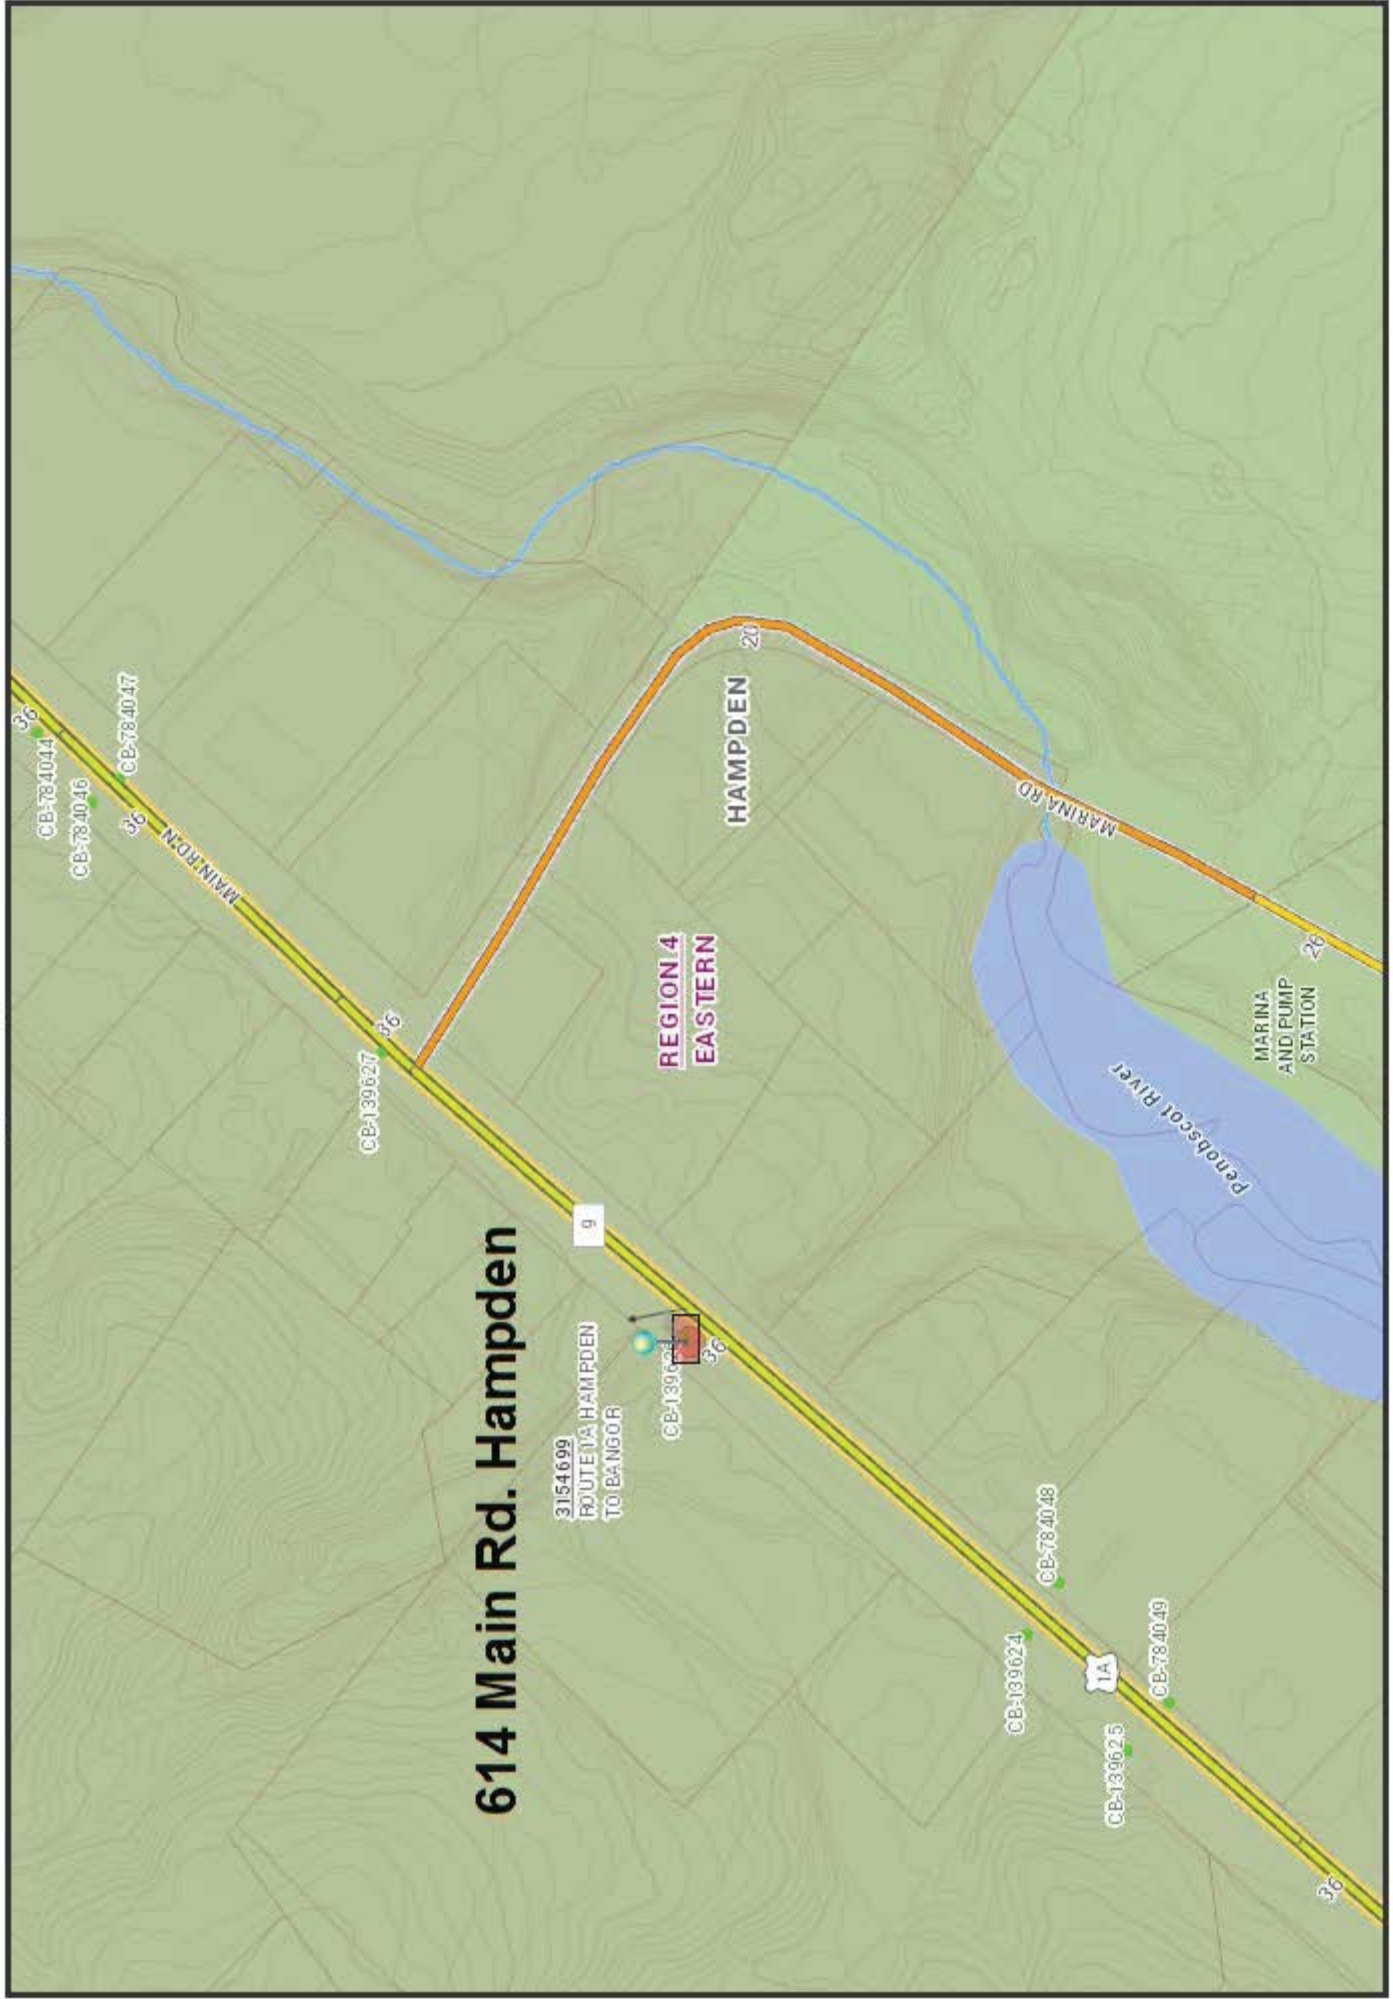 36
CB-784044
CB-784046
CB-784047
36
MAIN RD N
CB-139627
36
614 Main Rd. Hampden
9
3154699
ROUTE 1A HAMPDEN
TO BANGOR
36
REGION 4
EASTERN
HAMPDEN
20
CB-139624
CB-784048
MARINA RD
1A
CB-139625
CB-784049
Penobscot River
MARINA
AND PUMP
STATION
26
36